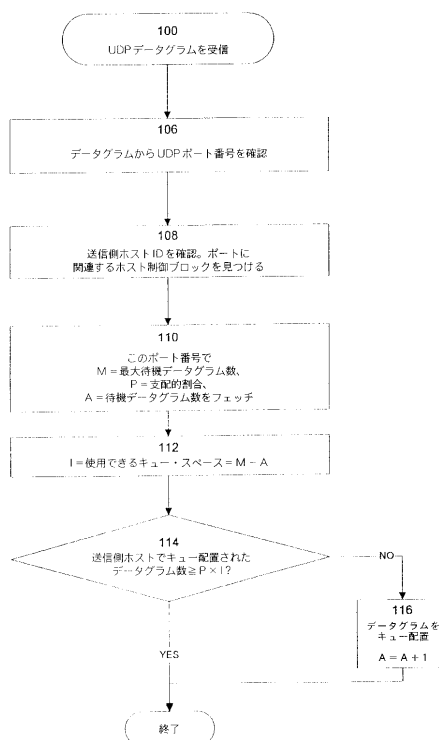 100
UDPデータグラムを受信
106
データグラムからUDPポート番号を確認
108
送信側ホストIDを確認。ポートに
関連するホスト制御ブロックを見つける
110
このポート番号で
M=最大待機データグラム数、
P=支配的割合、
A=待機データグラム数をフェッチ
112
I=使用できるキュー・スペース=M-A
114
送信側ホストでキュー配置された
データグラム数≧P×I?
NO
116
データグラムを
キュー配置
A=A+1
YES
終了